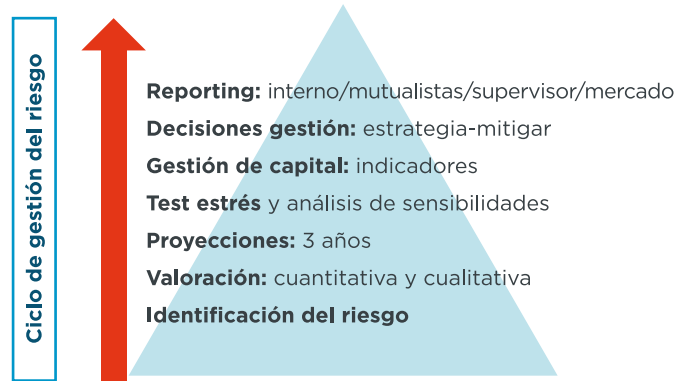 Ciclo de gestión del riesgo
Reporting: interno/mutualistas/supervisor/mercado
Decisiones gestión: estrategia-mitigar
Gestión de capital: indicadores
Test estrés y análisis de sensibilidades
Proyecciones: 3 años
Valoración: cuantitativa y cualitativa
Identificación del riesgo